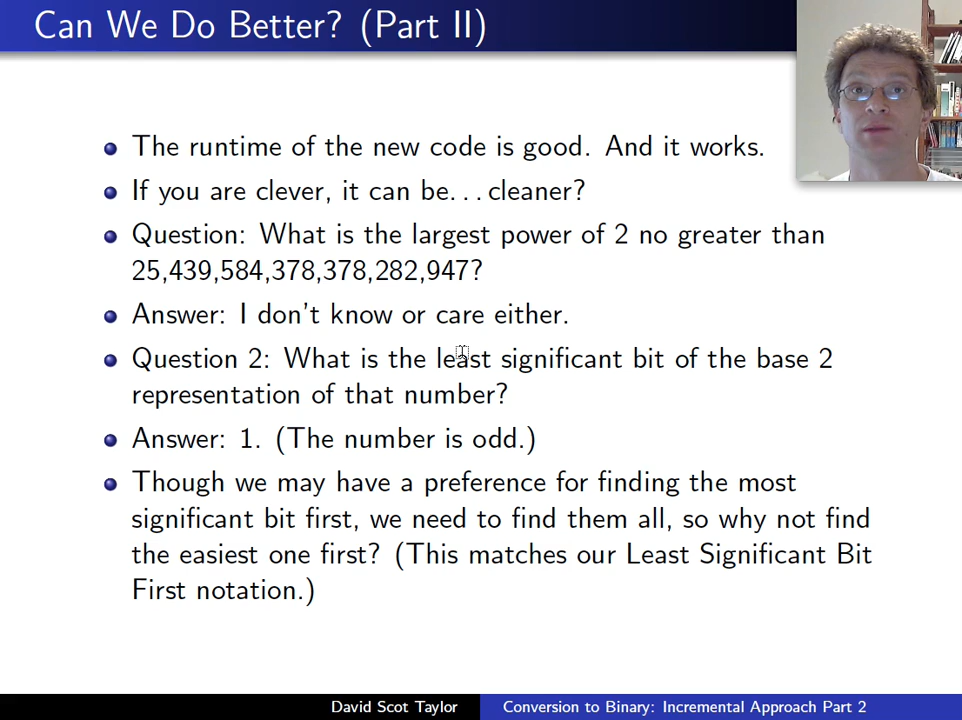 Can We Do Better? (Part II)
The runtime of the new code is good. And it works.
If you are clever, it can be. . . cleaner?
Question: What is the largest power of 2 no greater than
25,439,584,378,378,282,947?
Answer: I don't know or care either.
Question 2: What is the least significant bit of the base 2
representation of that number?
Answer: 1. (The number is odd.)
Though we may have a preference for finding the most
significant bit first, we need to find them all, so why not find
the easiest one first? (This matches our Least Significant Bit
First notation.)
David Scot Taylor
Conversion to Binary: Incremental Approach Part 2